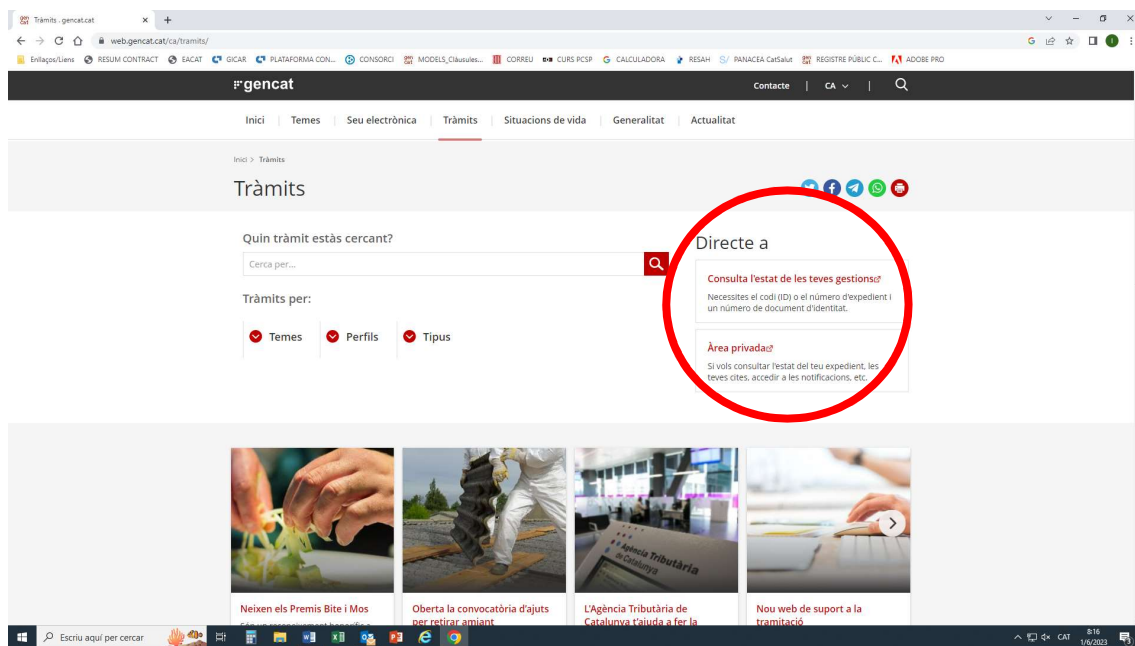 gen cat
Tràmits . gencat.cat
web.gencat.cat/ca/tramits/
Enllaços/Liens RESUM CONTRACT EACAT GICAR PLATAFORMA CON... CONSORCI MODELS_Clàusules... CORREU CURS PCSP CALCULADORA RESAH PANACEA CatSalut REGISTRE PÚBLIC C... ADOBE PRO
gencat
Contacte | CA |
Inici Temes Seu electrònica Tràmits Situacions de vida Generalitat Actualitat
Inici > Tràmits
Tràmits
Quin tràmit estàs cercant?
Cerca per...
Tràmits per:
Temes Perfils Tipus
Directe a
Consulta l'estat de les teves gestions
Necessites el codi (ID) o el número d'expedient i
un número de document d'identitat.
Àrea privada
Si vols consultar l'estat del teu expedient, les
teves cites, accedir a les notificacions, etc.
Agència Tributària
de Catalunya
Neixen els Premis Bite i Mos
Oberta la convocatòria d'ajuts
per retirar amiant
L'Agència Tributària de
Catalunya t'ajuda a fer la
Nou web de suport a la
tramitació
Escriu aquí per cercar
CAT
8:16
1/6/2023